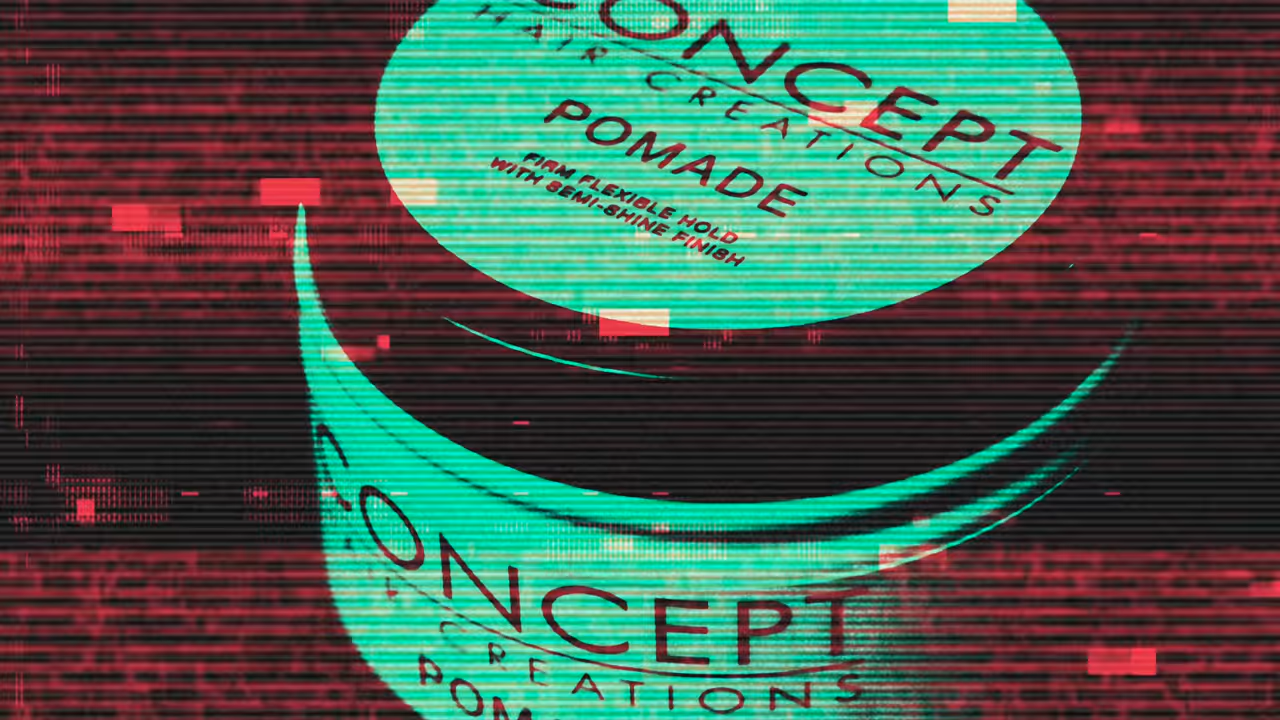 CONCEPT
HAIR CREATIONS
POMADE
FIRM FLEXIBLE HOLD
WITH SEMI-SHINE FINISH
CONCEPT
CREATIONS